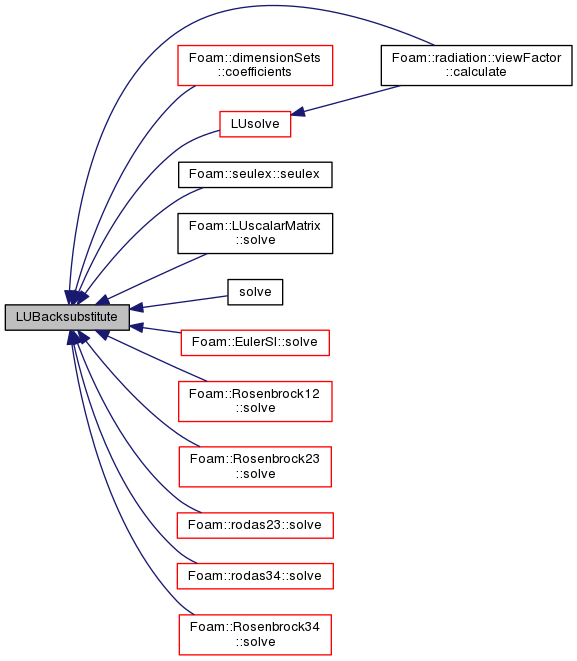 Foam::dimensionSets
::coefficients
Foam::radiation::viewFactor
::calculate
LUsolve
Foam::seulex::seulex
Foam::LUscalarMatrix
::solve
solve
LUBacksubstitute
Foam::EulerSI::solve
Foam::Rosenbrock12
::solve
Foam::Rosenbrock23
::solve
Foam::rodas23::solve
Foam::rodas34::solve
Foam::Rosenbrock34
::solve